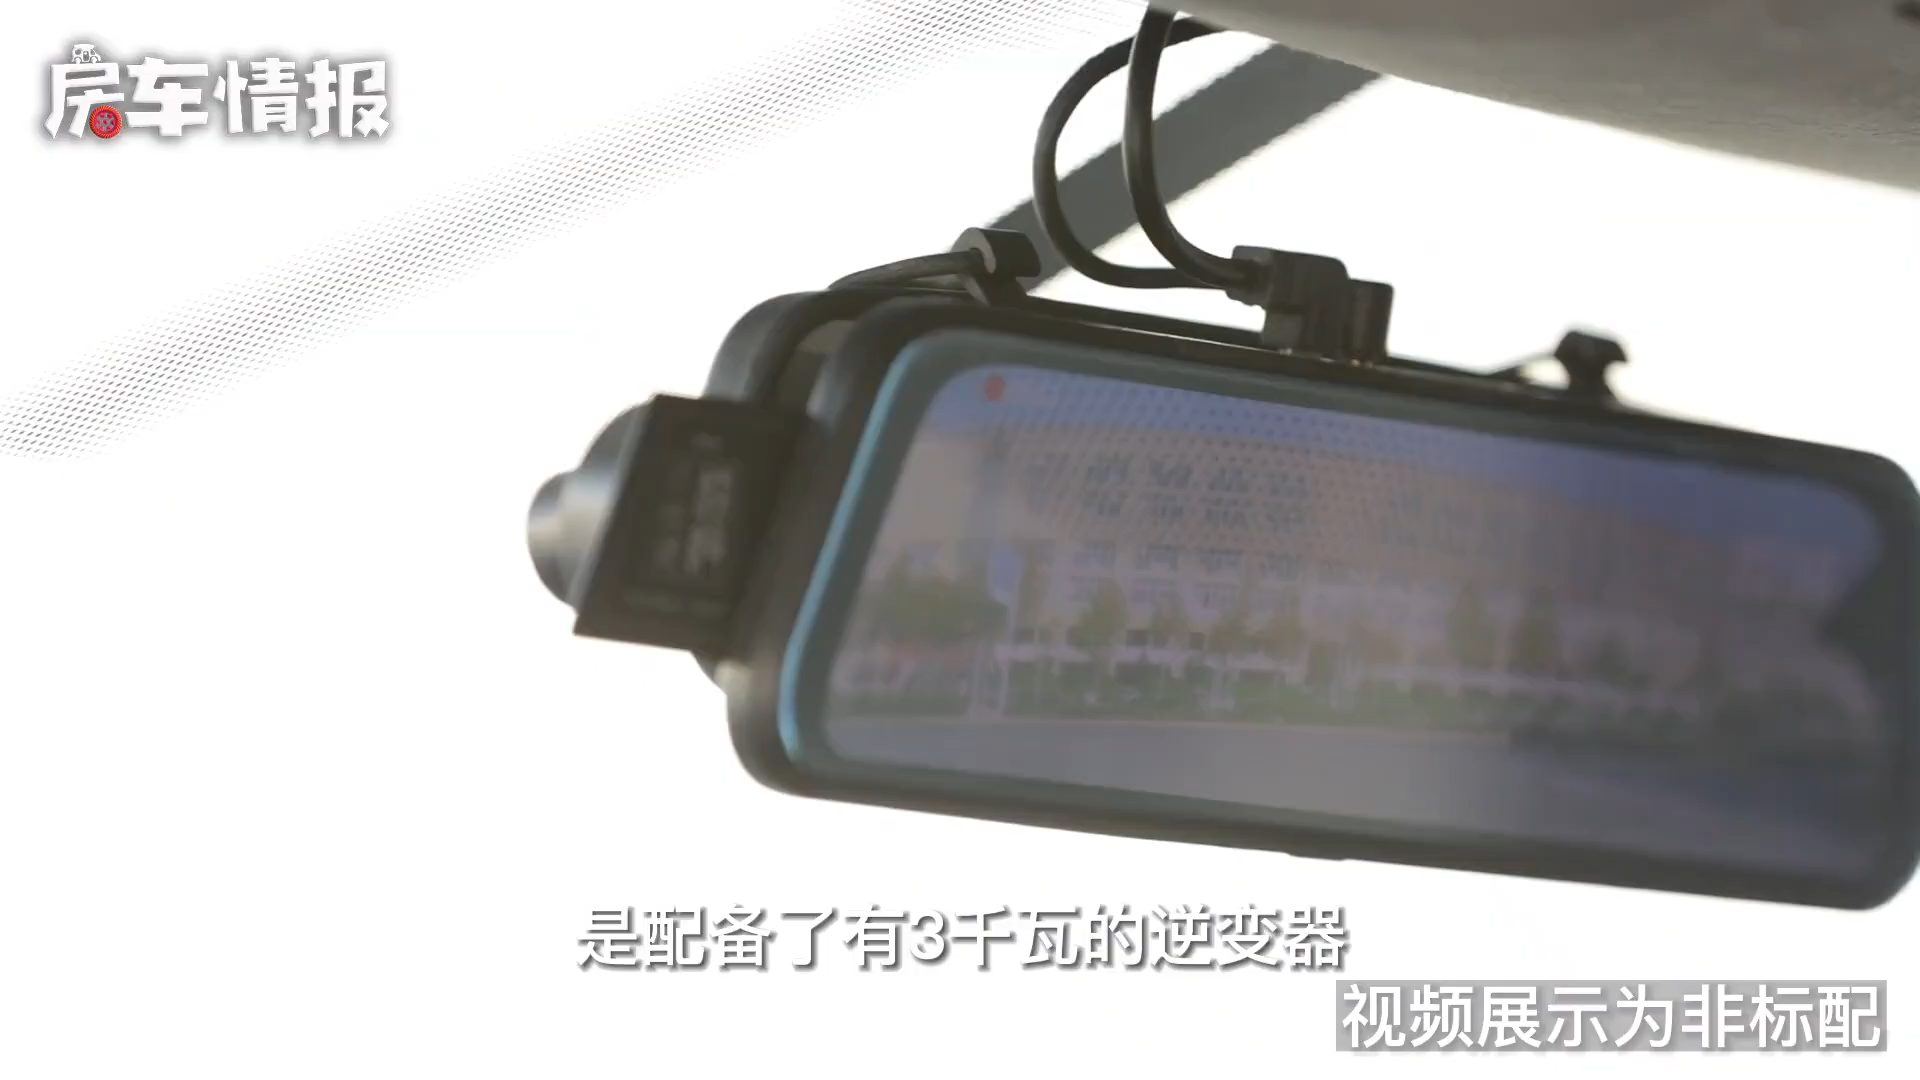 房车情报
是配备了有3千瓦的逆变器
视频展示为非标配